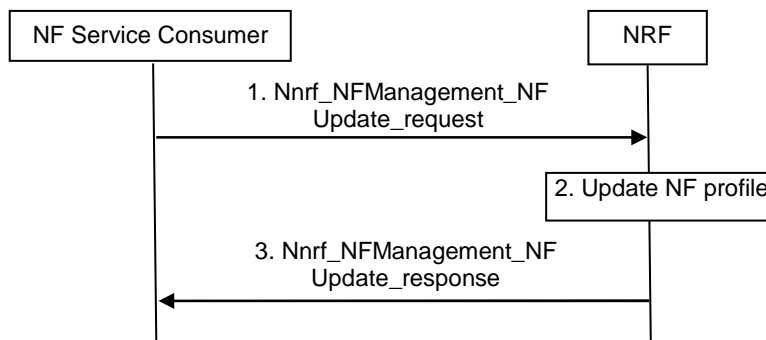 NF Service Consumer
NRF
1. Nnrf_NFManagement_NF
Update_request
2. Update NF profile
3. Nnrf_NFManagement_NF
Update_response